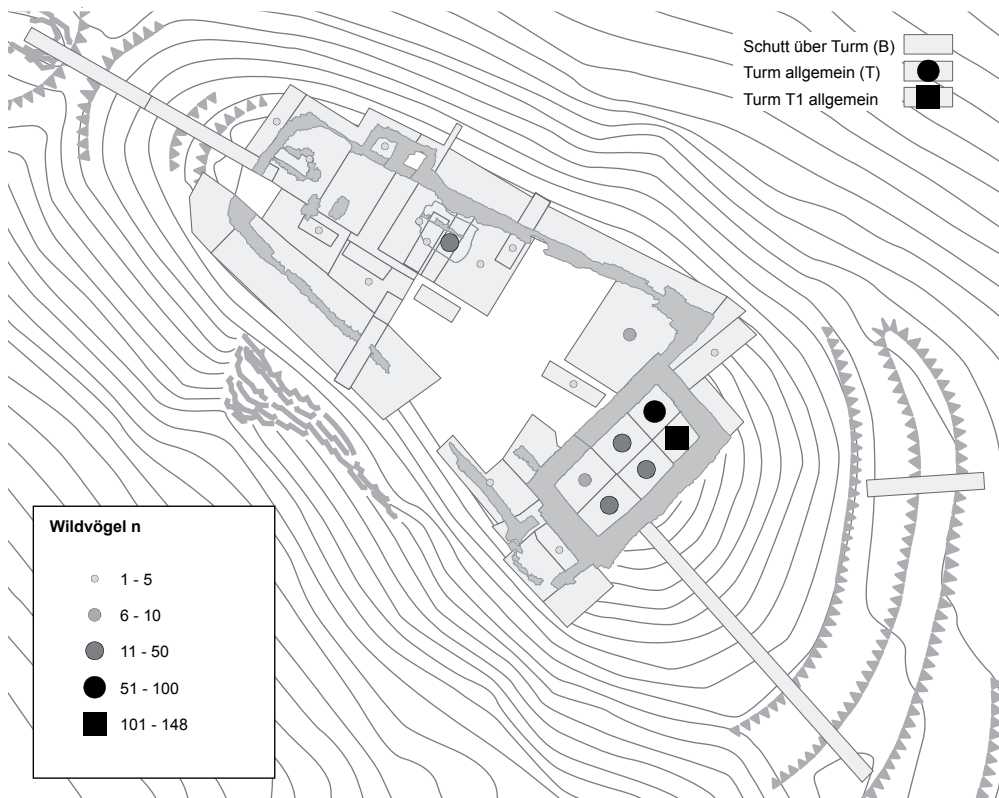 Schutt über Turm (B)
Turm allgemein (T)
Turm T1 allgemein
Wildvögel n
1 - 5
6 - 10
11 - 50
51 - 100
101 - 148